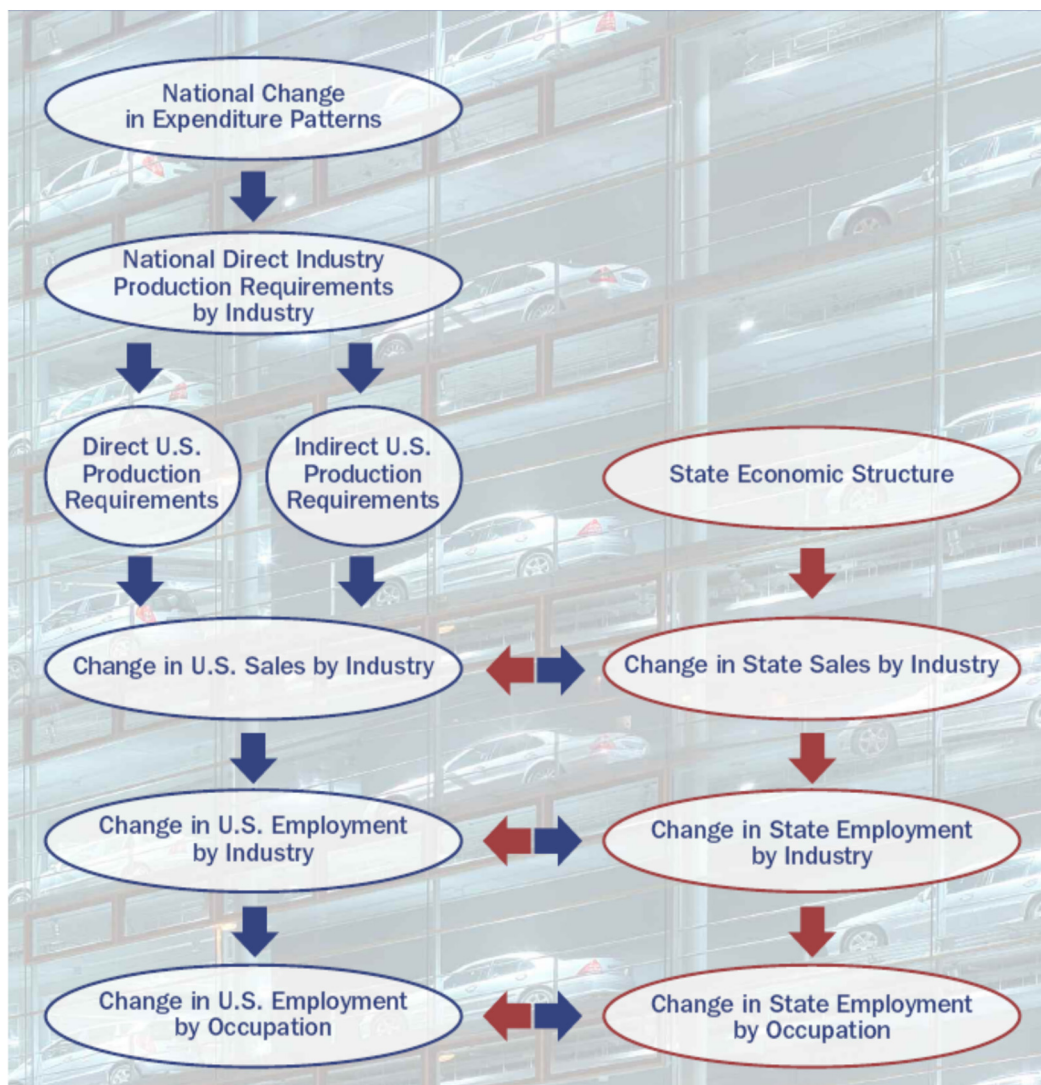 National Change
in Expenditure Patterns
National Direct Industry
Production Requirements
by Industry
Direct U.S.
Production
Requirements
Indirect U.S.
Production
Requirements
State Economic Structure
Change in U.S. Sales by Industry
Change in State Sales by Industry
Change in U.S. Employment
by Industry
Change in State Employment
by Industry
Change in U.S. Employment
by Occupation
Change in State Employment
by Occupation